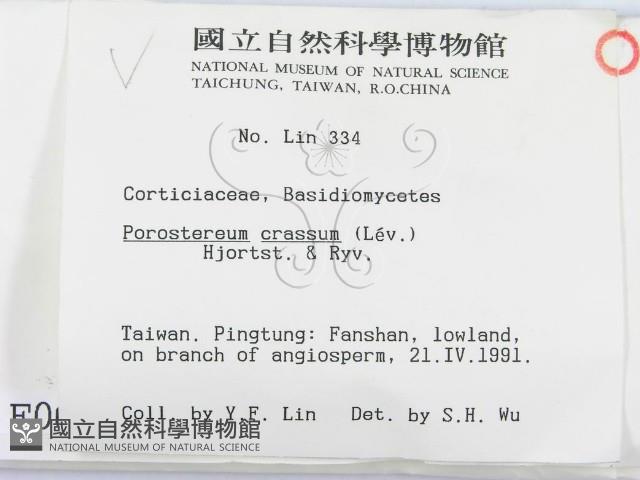 國立自然科學博物館
NATIONAL MUSEUM OF NATURAL SCIENCE
TAICHUNG, TAIWAN, R.O.CHINA
No. Lin 334
Corticiaceae, Basidiomycetes
Porostereum crassum (Lév.)
Hjortst. & Ryv.
Taiwan. Pingtung: Fanshan, lowland,
on branch of angiosperm, 21.IV.1991.
Coll. by Y.F. Lin Det. by S.H. Wu
國立自然科學博物館
NATIONAL MUSEUM OF NATURAL SCIENCE